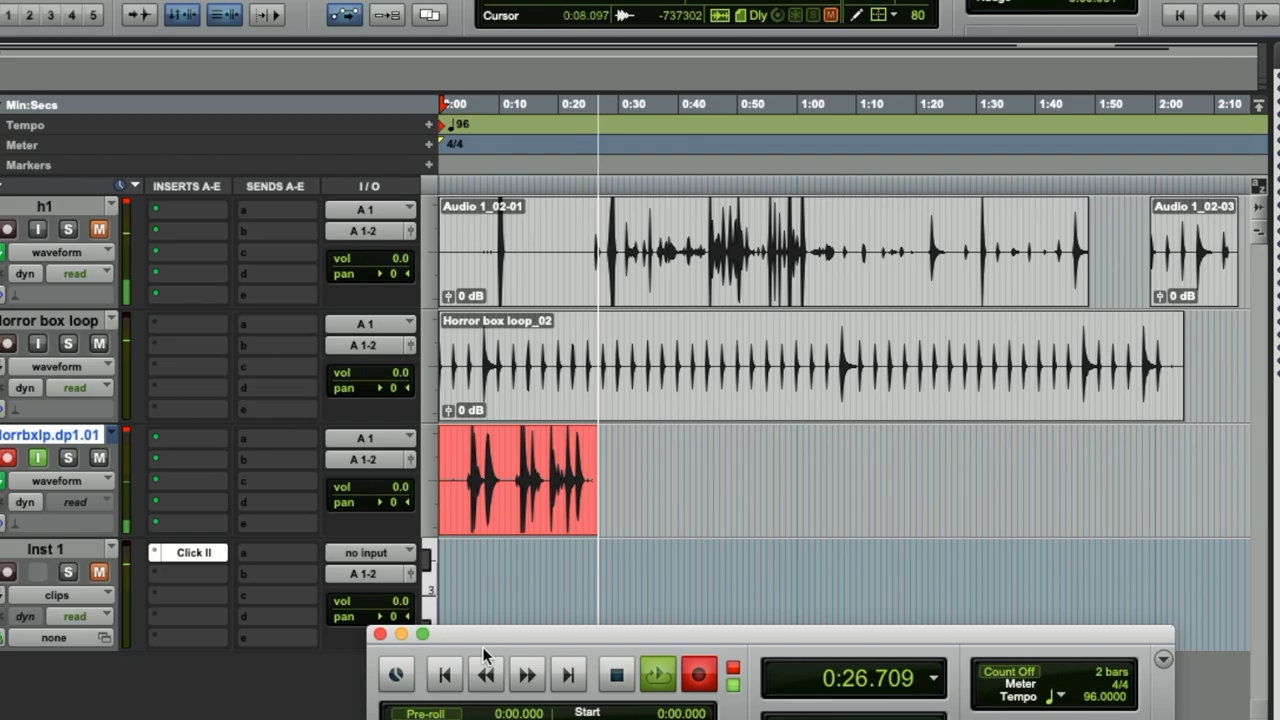 1 2 3 4 5
Cursor 0:08.097 -737302 Dly S M 80
Min:Secs :00 0:10 0:20 0:30 0:40 0:50 1:00 1:10 1:20 1:30 1:40 1:50 2:00 2:10
Tempo + 96
Meter + 4/4
Markers +
INSERTS A-E SENDS A-E I / O
a z
h1 a A 1 Audio 1_02-01 Audio 1_02-03
I S M b A 1-2
waveform c vol 0.0
dyn read d pan 0
e 0 dB 0 dB
orror box loop a A 1 Horror box loop_02
I S M b A 1-2
waveform c vol 0.0
dyn read d pan 0
e 0 dB
orrbxlp.dp1.01 a A 1
I S M b A 1-2
waveform c vol 0.0
dyn read d pan 0
e
Inst 1 Click II a no input
S M b A 1-2
clips c vol 0.0 3
dyn read d pan 0
none e
0:26.709 Count Off 2 bars
Meter 4/4
Tempo 96.0000
Pre-roll 0:00.000 Start 0:00.000